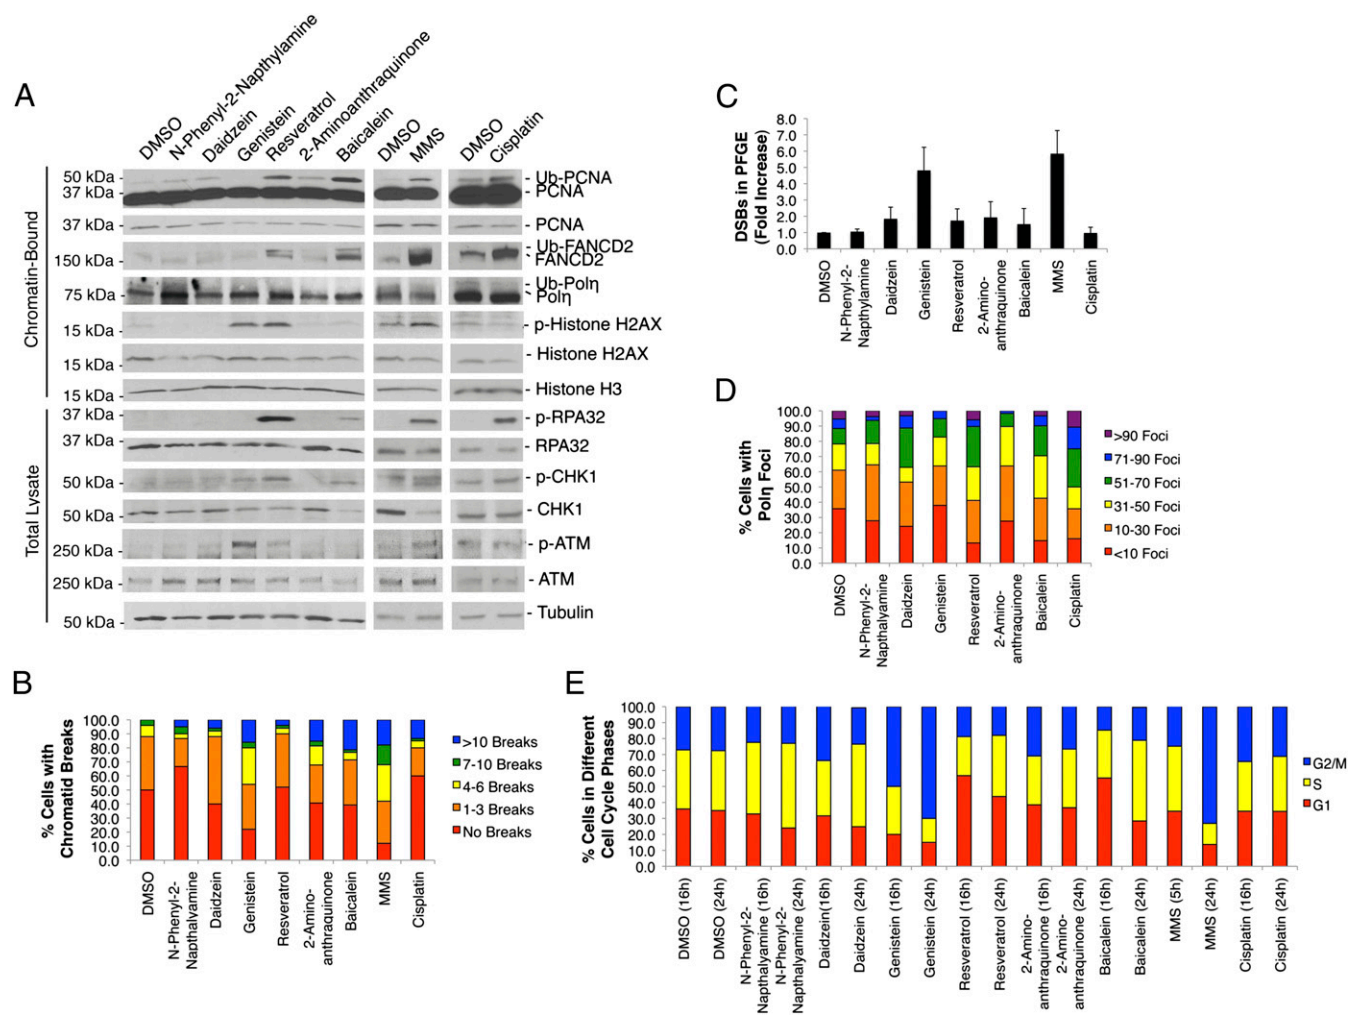 A
DMSO
N-Phenyl-2-Napthylamine
Daidzein
Genistein
Resveratrol
2-Aminoanthraquinone
Baicalein
DMSO
MMS
DMSO
Cisplatin
Chromatin-Bound
50 kDa - - Ub-PCNA
37 kDa - - PCNA
37 kDa - - PCNA
Ub-FANCD2
150 kDa - FANCD2
Ub-Polη
75 kDa - Polη
15 kDa - - p-Histone H2AX
15 kDa - - Histone H2AX
15 kDa - - Histone H3
Total Lysate
37 kDa - - p-RPA32
37 kDa - - RPA32
50 kDa - - p-CHK1
50 kDa - - CHK1
250 kDa - - p-ATM
250 kDa - - ATM
50 kDa - - Tubulin
B
% Cells with
Chromatid Breaks
100.0
90.0
80.0
70.0
60.0
50.0
40.0
30.0
20.0
10.0
0.0
DMSO
N-Phenyl-2-
Napthalyamine
Daidzein
Genistein
Resveratrol
2-Amino-
anthraquinone
Baicalein
MMS
Cisplatin
>10 Breaks
7-10 Breaks
4-6 Breaks
1-3 Breaks
No Breaks
C
DSBs in PFGE
(Fold Increase)
8.0
7.0
6.0
5.0
4.0
3.0
2.0
1.0
0.0
DMSO
N-Phenyl-2-
Napthylamine
Daidzein
Genistein
Resveratrol
2-Amino-
anthraquinone
Baicalein
MMS
Cisplatin
D
% Cells with
Polη Foci
100.0
90.0
80.0
70.0
60.0
50.0
40.0
30.0
20.0
10.0
0.0
DMSO
N-Phenyl-2-
Napthalyamine
Daidzein
Genistein
Resveratrol
2-Amino-
anthraquinone
Baicalein
Cisplatin
>90 Foci
71-90 Foci
51-70 Foci
31-50 Foci
10-30 Foci
<10 Foci
E
% Cells in Different
Cell Cycle Phases
100.0
90.0
80.0
70.0
60.0
50.0
40.0
30.0
20.0
10.0
0.0
DMSO (16h)
DMSO (24h)
N-Phenyl-2-
Napthalyamine (16h)
N-Phenyl-2-
Napthalyamine (24h)
Daidzein(16h)
Daidzein (24h)
Genistein (16h)
Genistein (24h)
Resveratrol (16h)
Resveratrol (24h)
2-Amino-
anthraquinone (16h)
2-Amino-
anthraquinone (24h)
Baicalein (16h)
Baicalein (24h)
MMS (5h)
MMS (24h)
Cisplatin (16h)
Cisplatin (24h)
G2/M
S
G1